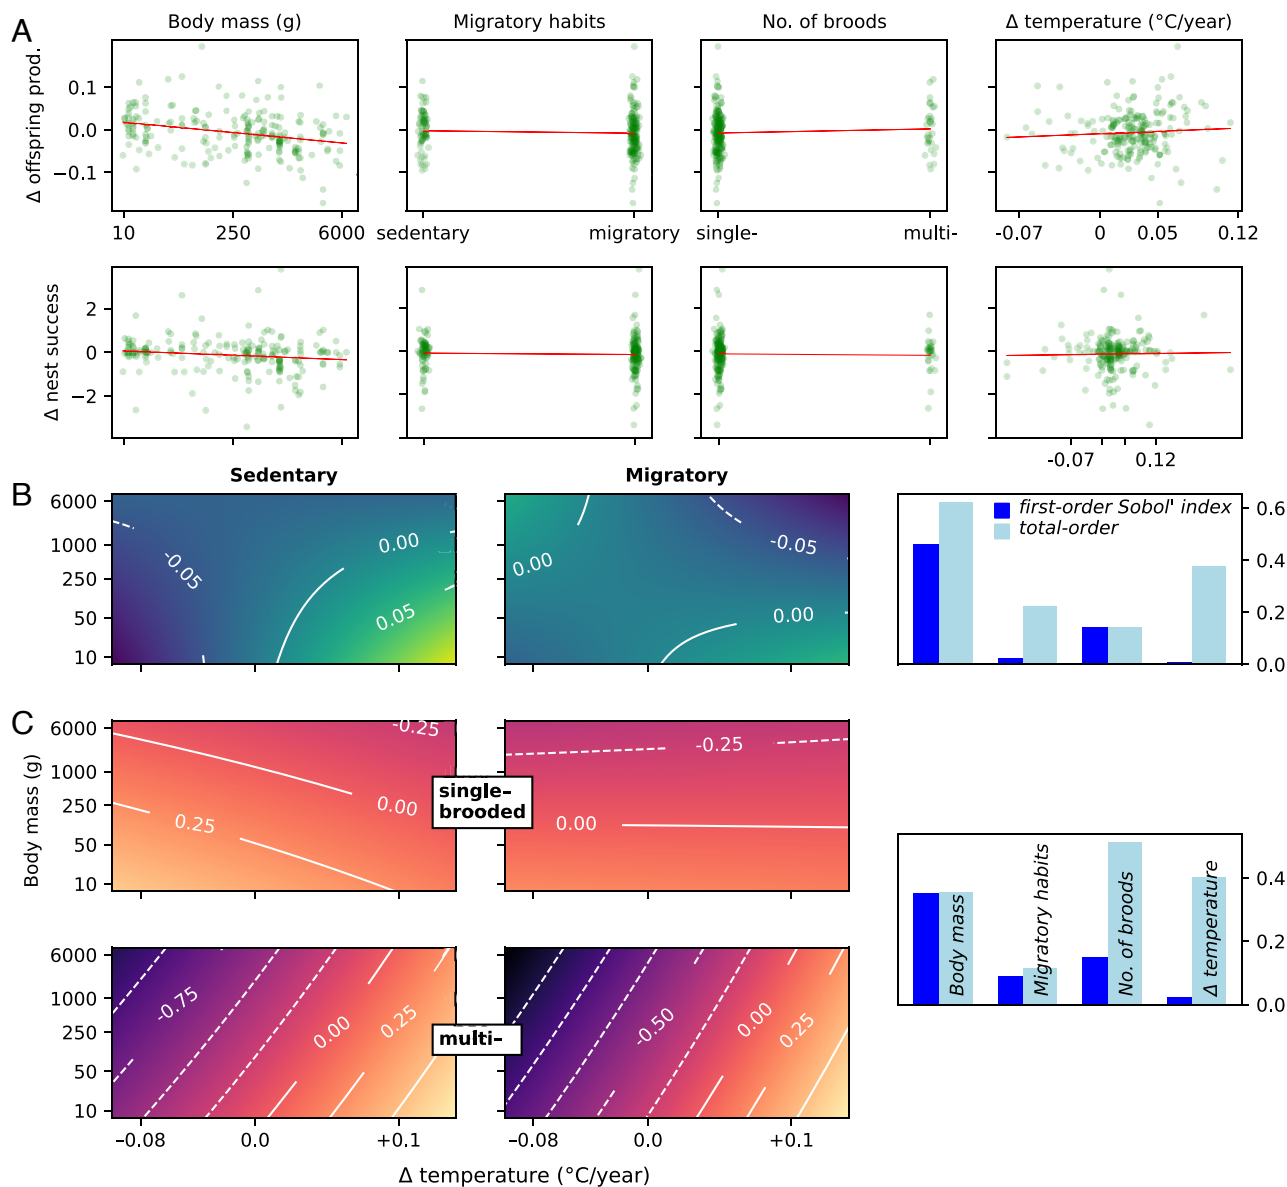 A
Body mass (g)
Migratory habits
No. of broods
Δ temperature (°C/year)
Δ offspring prod.
0.1
0.0
−0.1
10
250
6000
sedentary
migratory
single-
multi-
-0.07
0
0.05
0.12
Δ nest success
2
0
−2
-0.07
0.12
B
Sedentary
Migratory
6000
1000
250
50
10
-0.05
0.00
0.05
0.00
-0.05
0.00
first-order Sobol' index
total-order
0.6
0.4
0.2
0.0
C
Body mass (g)
6000
1000
250
50
10
-0.25
0.00
0.25
single–
brooded
-0.25
0.00
Body mass
Migratory habits
No. of broods
Δ temperature
0.4
0.2
0.0
6000
1000
250
50
10
-0.75
0.00
0.25
multi–
-0.50
0.00
0.25
−0.08
0.0
+0.1
−0.08
0.0
+0.1
Δ temperature (°C/year)